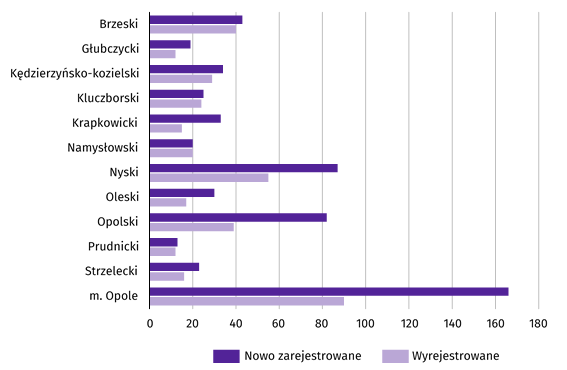 Brzeski
Głubczycki
Kędzierzyńsko-kozielski
Kluczborski
Krapkowicki
Namysłowski
Nyski
Oleski
Opolski
Prudnicki
Strzelecki
m. Opole
0 20 40 60 80 100 120 140 160 180
Nowo zarejestrowane Wyrejestrowane